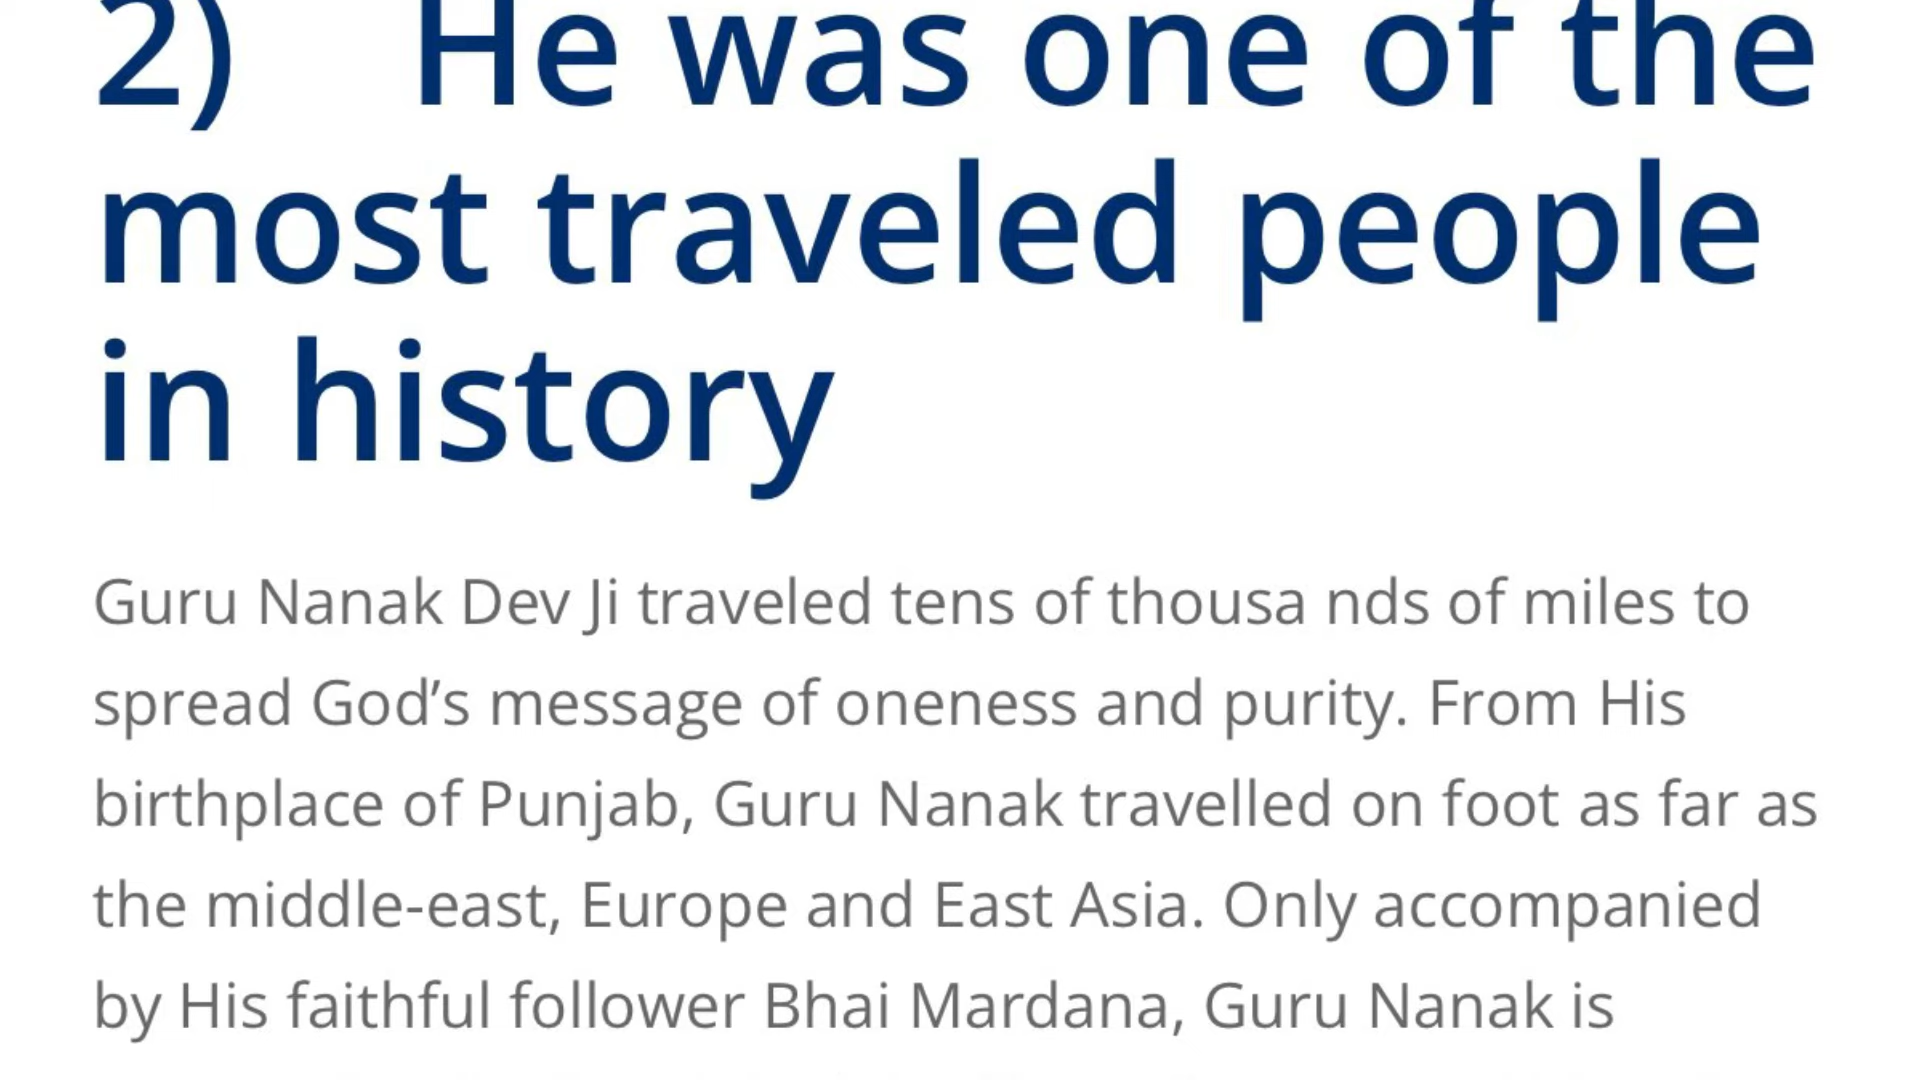 2) He was one of the
most traveled people
in history
Guru Nanak Dev Ji traveled tens of thousa nds of miles to
spread God’s message of oneness and purity. From His
birthplace of Punjab, Guru Nanak travelled on foot as far as
the middle-east, Europe and East Asia. Only accompanied
by His faithful follower Bhai Mardana, Guru Nanak is